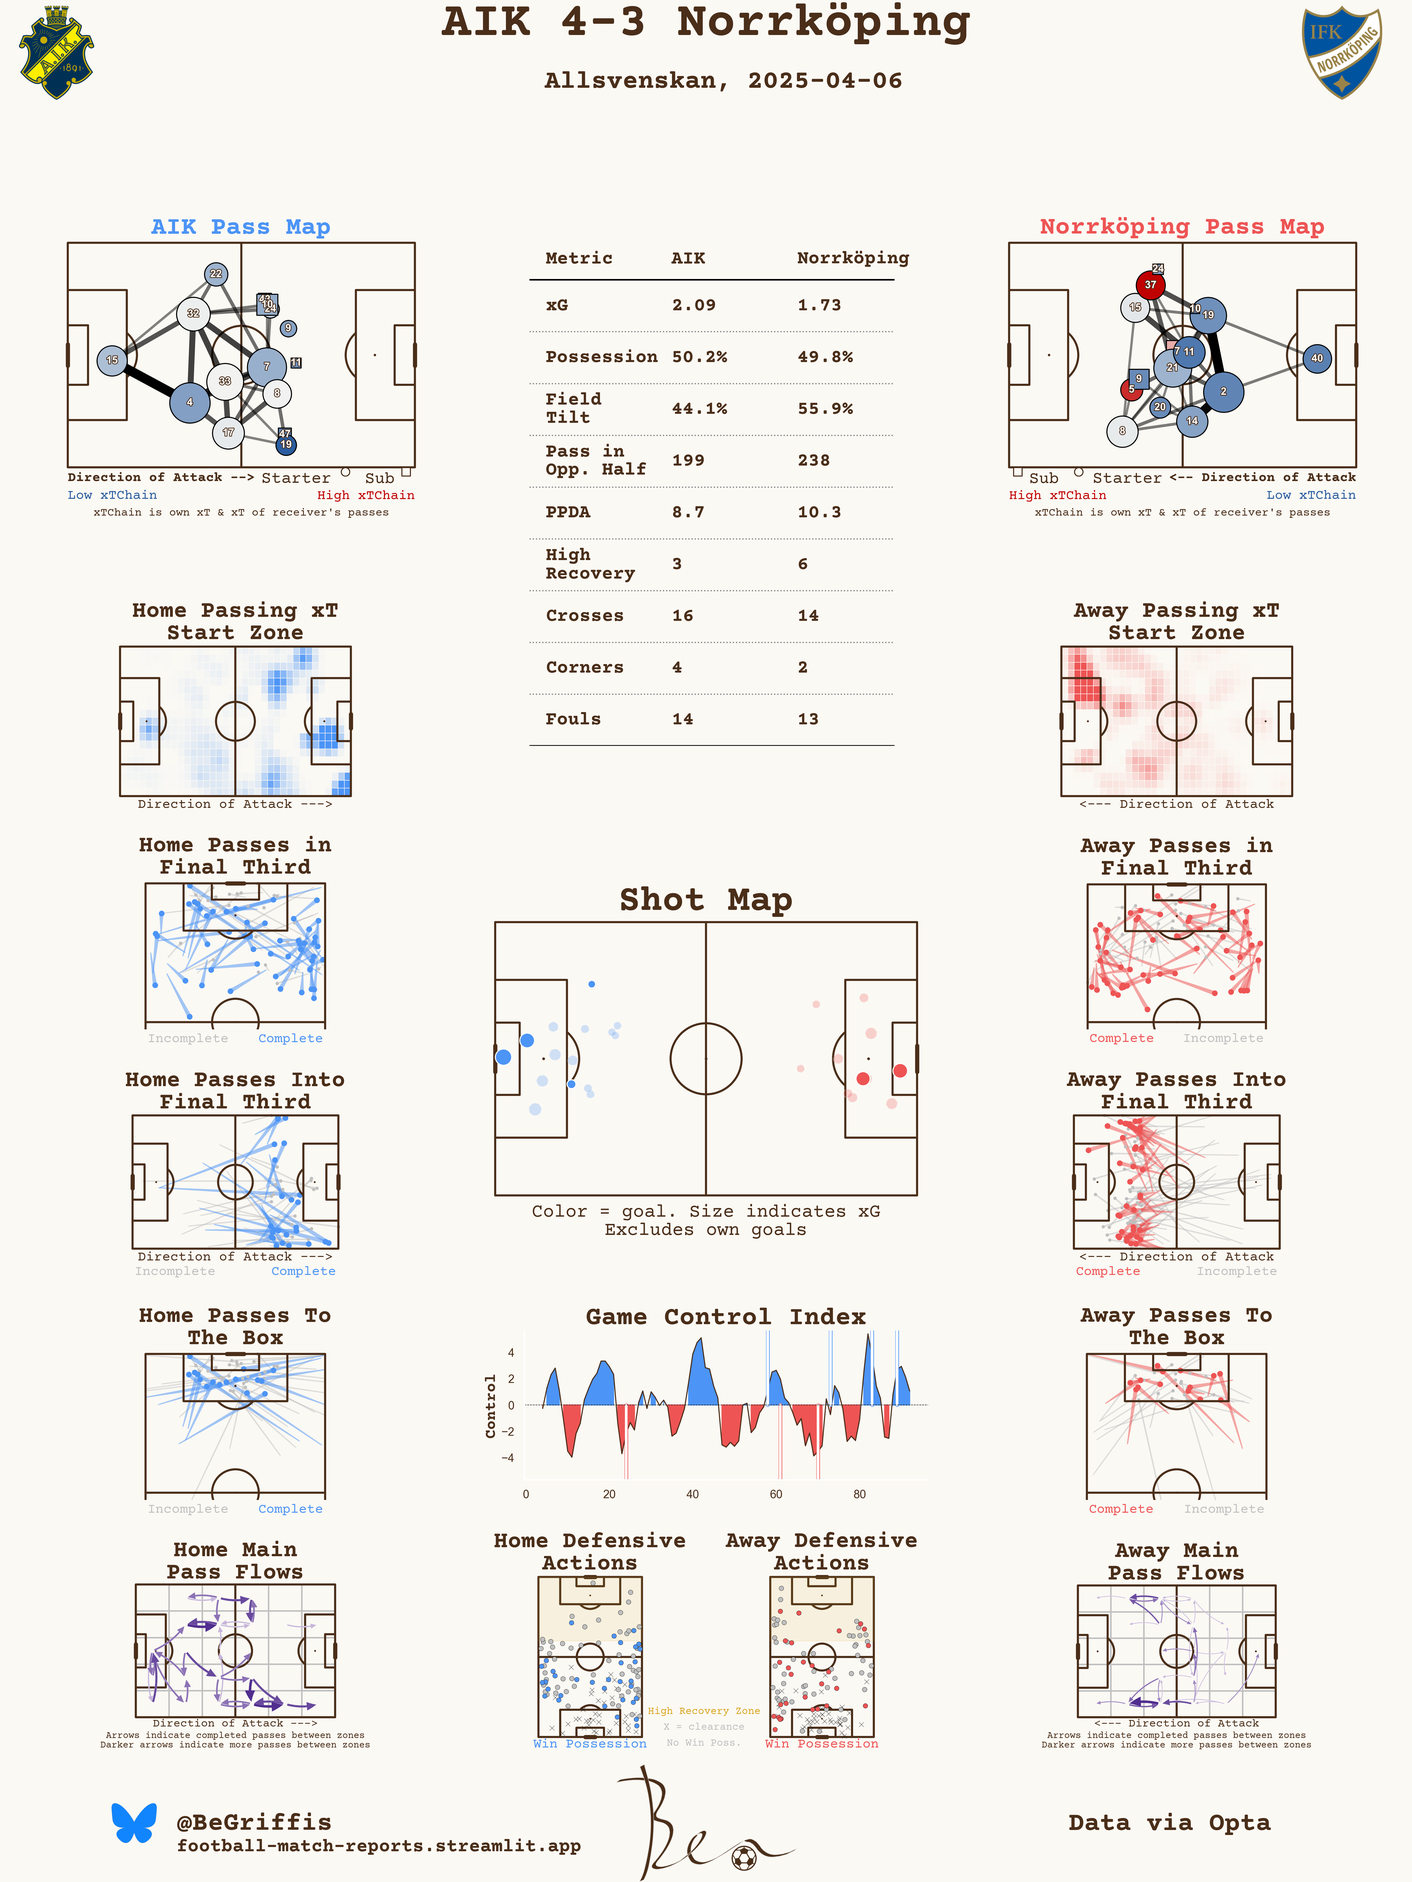 AIK 4-3 Norrköping
Allsvenskan, 2025-04-06
A.I.K.
1891
IFK
NORRKÖPING
AIK Pass Map
22
32
10
24
9
15
7
11
33
8
4
17
47
19
Direction of Attack --> Starter Sub
Low xTChain High xTChain
xTChain is own xT & xT of receiver's passes
Metric AIK Norrköping
xG 2.09 1.73
Possession 50.2% 49.8%
Field
Tilt 44.1% 55.9%
Pass in
Opp. Half 199 238
PPDA 8.7 10.3
High
Recovery 3 6
Crosses 16 14
Corners 4 2
Fouls 14 13
Norrköping Pass Map
24
37
15
10
19
7
11
40
21
9
5
2
20
14
8
Sub Starter <-- Direction of Attack
High xTChain Low xTChain
xTChain is own xT & xT of receiver's passes
Home Passing xT
Start Zone
Direction of Attack --->
Away Passing xT
Start Zone
<--- Direction of Attack
Home Passes in
Final Third
Incomplete Complete
Away Passes in
Final Third
Complete Incomplete
Shot Map
Color = goal. Size indicates xG
Excludes own goals
Home Passes Into
Final Third
Direction of Attack --->
Incomplete Complete
Away Passes Into
Final Third
<--- Direction of Attack
Complete Incomplete
Home Passes To
The Box
Incomplete Complete
Game Control Index
Control
4
2
0
−2
−4
0 20 40 60 80
Away Passes To
The Box
Complete Incomplete
Home Main
Pass Flows
Direction of Attack --->
Arrows indicate completed passes between zones
Darker arrows indicate more passes between zones
Home Defensive
Actions
Win Possession
Away Defensive
Actions
Win Possession
High Recovery Zone
X = clearance
No Win Poss.
Away Main
Pass Flows
<--- Direction of Attack
Arrows indicate completed passes between zones
Darker arrows indicate more passes between zones
@BeGriffis
football-match-reports.streamlit.app
Ben
Data via Opta